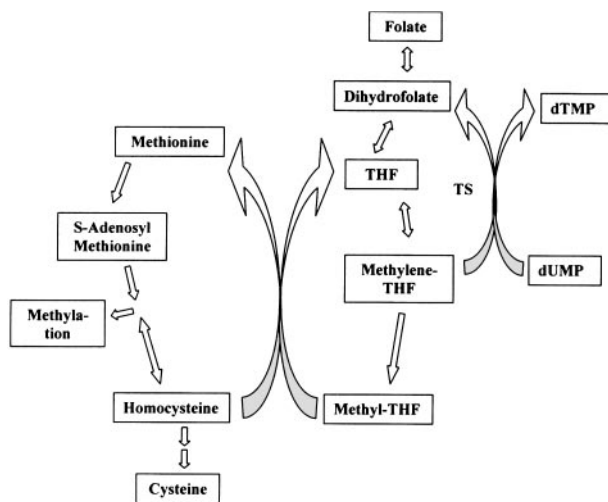 Folate
Dihydrofolate
dTMP
Methionine
THF
TS
S-Adenosyl
Methionine
Methylene-
THF
dUMP
Methyla-
tion
Homocysteine
Methyl-THF
Cysteine